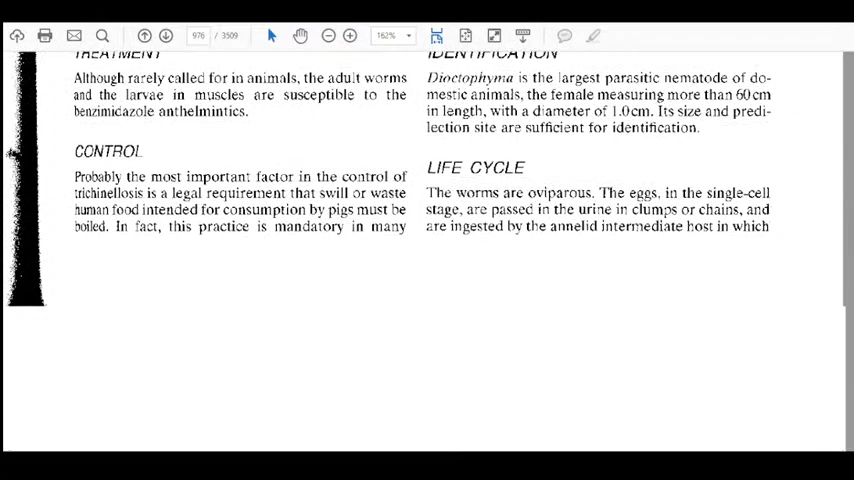 976 / 3509
162%
TREATMENT
Although rarely called for in animals, the adult worms
and the larvae in muscles are susceptible to the
benzimidazole anthelmintics.
CONTROL
Probably the most important factor in the control of
trichinellosis is a legal requirement that swill or waste
human food intended for consumption by pigs must be
boiled. In fact, this practice is mandatory in many
IDENTIFICATION
Dioctophyma is the largest parasitic nematode of do-
mestic animals, the female measuring more than 60cm
in length, with a diameter of 1.0cm. Its size and predi-
lection site are sufficient for identification.
LIFE CYCLE
The worms are oviparous. The eggs, in the single-cell
stage, are passed in the urine in clumps or chains, and
are ingested by the annelid intermediate host in which